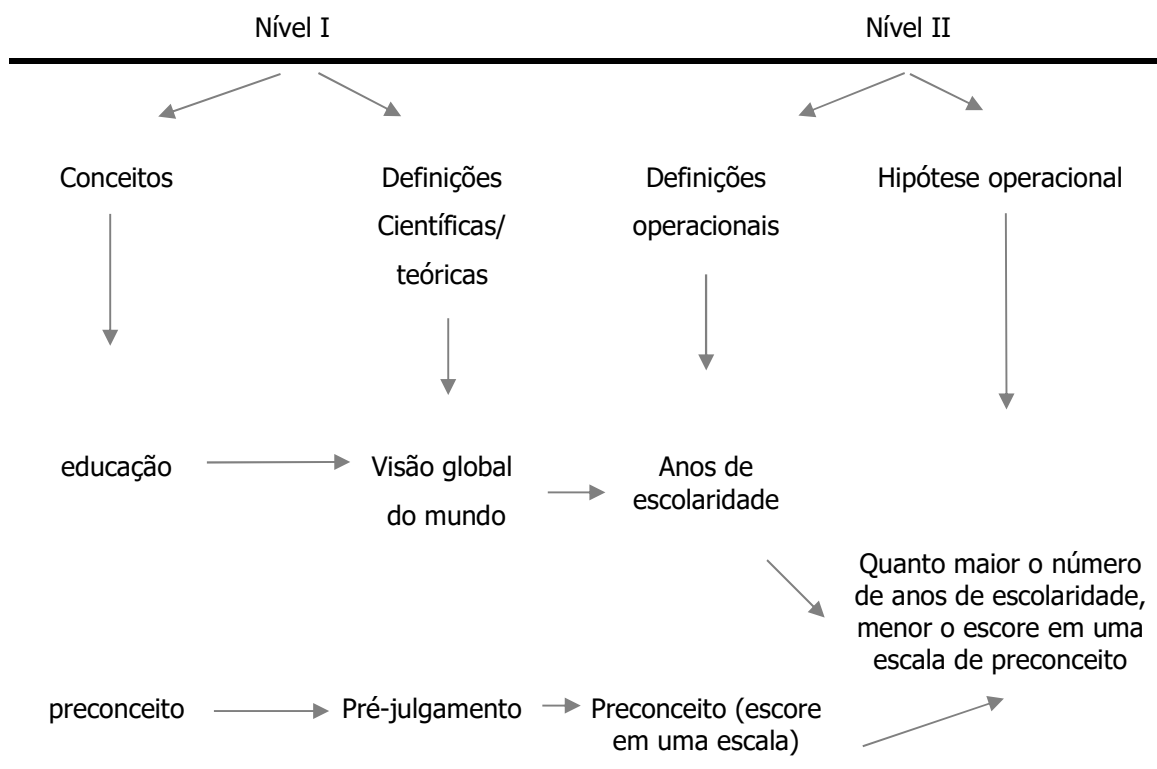 Nível I
Nível II
Conceitos
Definições
Científicas/
teóricas
Definições
operacionais
Hipótese operacional
educação
Visão global
do mundo
Anos de
escolaridade
Quanto maior o número
de anos de escolaridade,
menor o escore em uma
escala de preconceito
preconceito
Pré-julgamento
Preconceito (escore
em uma escala)